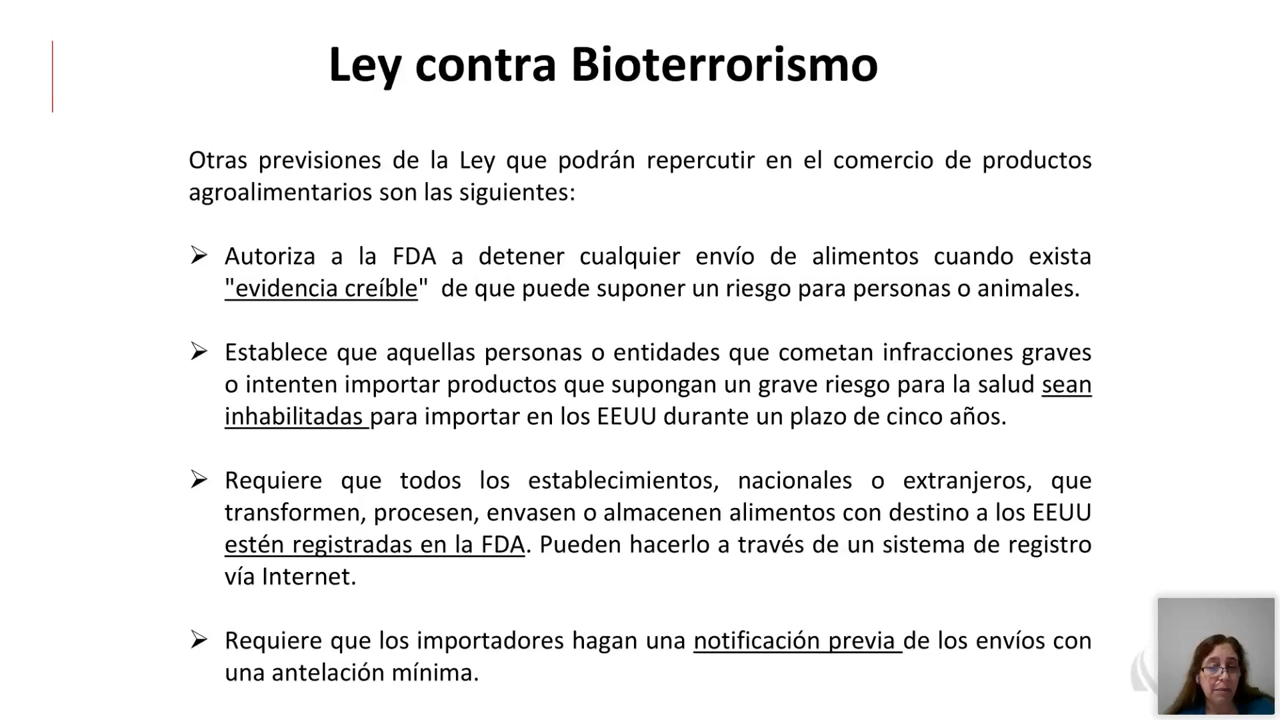 Ley contra Bioterrorismo
Otras previsiones de la Ley que podrán repercutir en el comercio de productos
agroalimentarios son las siguientes:
➢ Autoriza a la FDA a detener cualquier envío de alimentos cuando exista
"evidencia creíble" de que puede suponer un riesgo para personas o animales.
➢ Establece que aquellas personas o entidades que cometan infracciones graves
o intenten importar productos que supongan un grave riesgo para la salud sean
inhabilitadas para importar en los EEUU durante un plazo de cinco años.
➢ Requiere que todos los establecimientos, nacionales o extranjeros, que
transformen, procesen, envasen o almacenen alimentos con destino a los EEUU
estén registradas en la FDA. Pueden hacerlo a través de un sistema de registro
vía Internet.
➢ Requiere que los importadores hagan una notificación previa de los envíos con
una antelación mínima.